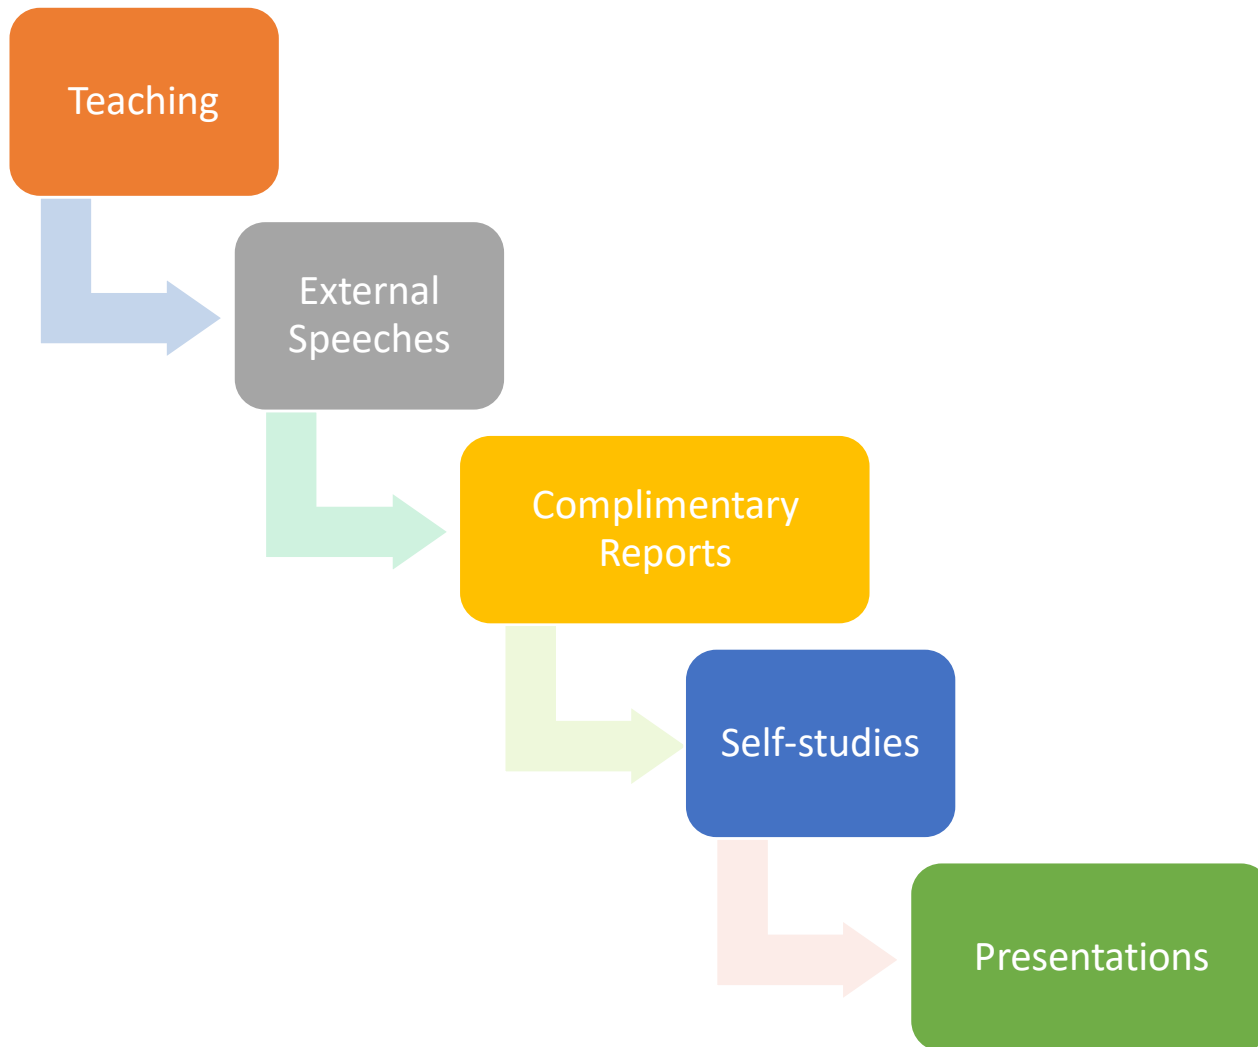 Teaching
External
Speeches
Complimentary
Reports
Self-studies
Presentations